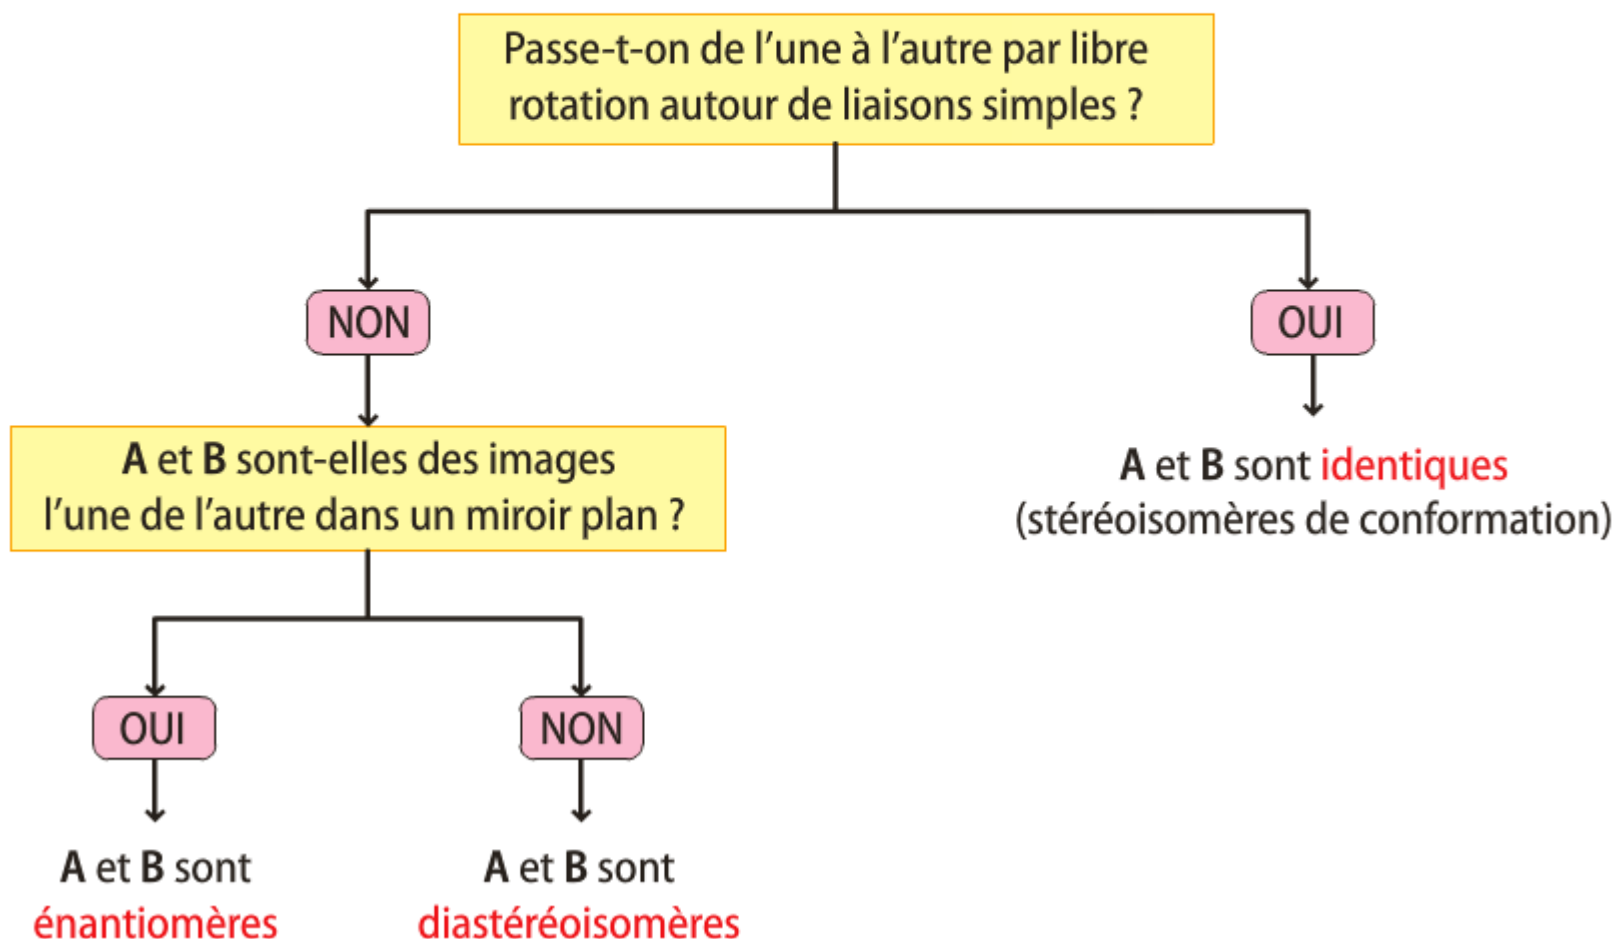 Passe-t-on de l’une à l’autre par libre
rotation autour de liaisons simples ?
NON
OUI
A et B sont-elles des images
l’une de l’autre dans un miroir plan ?
A et B sont identiques
(stéréoisomères de conformation)
OUI
NON
A et B sont
énantiomères
A et B sont
diastéréoisomères